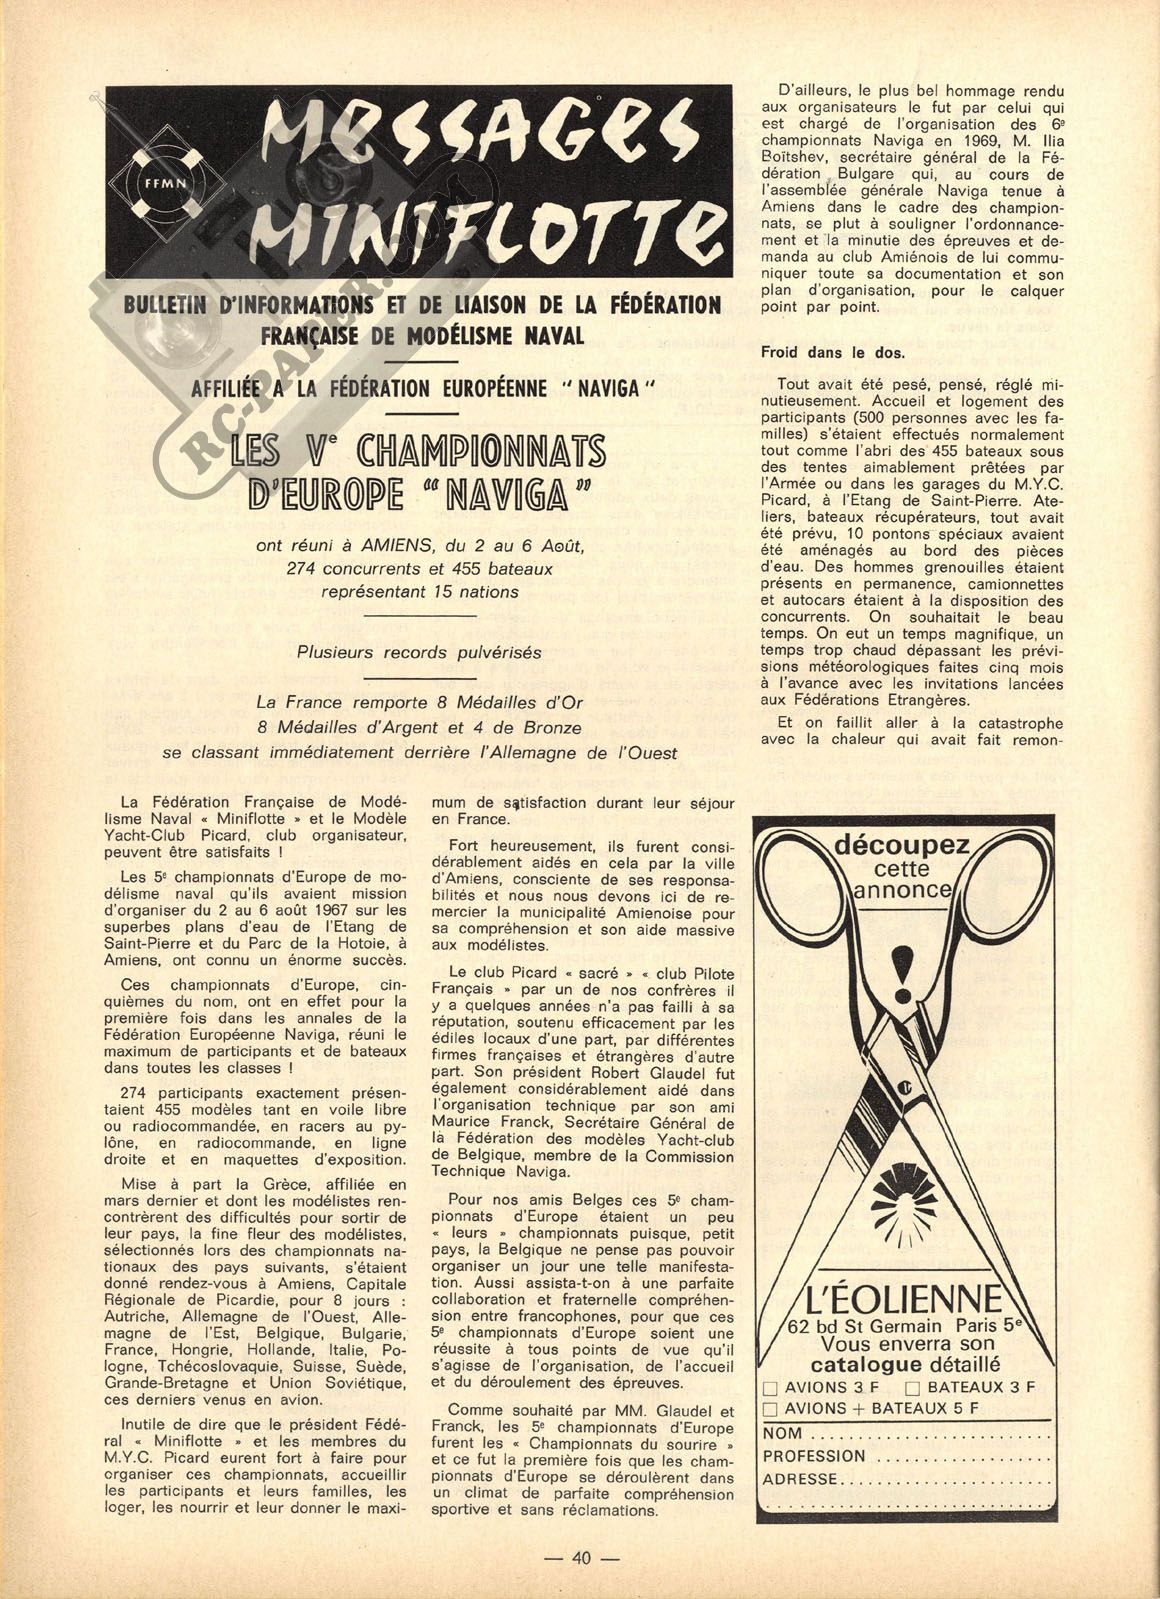 MESSAGES
MINIFLOTTE
FFMN
RC-PAPER.COM
BULLETIN D'INFORMATIONS ET DE LIAISON DE LA FÉDÉRATION
FRANÇAISE DE MODÉLISME NAVAL
AFFILIÉE A LA FÉDÉRATION EUROPÉENNE "NAVIGA"
LES Ve CHAMPIONNATS
D'EUROPE "NAVIGA"
ont réuni à AMIENS, du 2 au 6 Août,
274 concurrents et 455 bateaux
représentant 15 nations
Plusieurs records pulvérisés
La France remporte 8 Médailles d'Or
8 Médailles d'Argent et 4 de Bronze
se classant immédiatement derrière l'Allemagne de l'Ouest
La Fédération Française de Modé-
lisme Naval « Miniflotte » et le Modèle
Yacht-Club Picard, club organisateur,
peuvent être satisfaits !
Les 5e championnats d'Europe de mo-
délisme naval qu'ils avaient mission
d'organiser du 2 au 6 août 1967 sur les
superbes plans d'eau de l'Etang de
Saint-Pierre et du Parc de la Hotoie, à
Amiens, ont connu un énorme succès.
Ces championnats d'Europe, cin-
quièmes du nom, ont en effet pour la
première fois dans les annales de la
Fédération Européenne Naviga, réuni le
maximum de participants et de bateaux
dans toutes les classes !
274 participants exactement présen-
taient 455 modèles tant en voile libre
ou radiocommandée, en racers au py-
lône, en radiocommande, en ligne
droite et en maquettes d'exposition.
Mise à part la Grèce, affiliée en
mars dernier et dont les modélistes ren-
contrèrent des difficultés pour sortir de
leur pays, la fine fleur des modélistes,
sélectionnés lors des championnats na-
tionaux des pays suivants, s'étaient
donné rendez-vous à Amiens, Capitale
Régionale de Picardie, pour 8 jours :
Autriche, Allemagne de l'Ouest, Alle-
magne de l'Est, Belgique, Bulgarie,
France, Hongrie, Hollande, Italie, Po-
logne, Tchécoslovaquie, Suisse, Suède,
Grande-Bretagne et Union Soviétique,
ces derniers venus en avion.
Inutile de dire que le président Fédé-
ral « Miniflotte » et les membres du
M.Y.C. Picard eurent fort à faire pour
organiser ces championnats, accueillir
les participants et leurs familles, les
loger, les nourrir et leur donner le maxi-
mum de satisfaction durant leur séjour
en France.
Fort heureusement, ils furent consi-
dérablement aidés en cela par la ville
d'Amiens, consciente de ses responsa-
bilités et nous nous devons ici de re-
mercier la municipalité Amienoise pour
sa compréhension et son aide massive
aux modélistes.
Le club Picard « sacré » « club Pilote
Français » par un de nos confrères il
y a quelques années n'a pas failli à sa
réputation, soutenu efficacement par les
édiles locaux d'une part, par différentes
firmes françaises et étrangères d'autre
part. Son président Robert Glaudel fut
également considérablement aidé dans
l'organisation technique par son ami
Maurice Franck, Secrétaire Général de
la Fédération des modèles Yacht-club
de Belgique, membre de la Commission
Technique Naviga.
Pour nos amis Belges ces 5e cham-
pionnats d'Europe étaient un peu
« leurs » championnats puisque, petit
pays, la Belgique ne pense pas pouvoir
organiser un jour une telle manifesta-
tion. Aussi assista-t-on à une parfaite
collaboration et fraternelle compréhen-
sion entre francophones, pour que ces
5e championnats d'Europe soient une
réussite à tous points de vue qu'il
s'agisse de l'organisation, de l'accueil
et du déroulement des épreuves.
Comme souhaité par MM. Glaudel et
Franck, les 5e championnats d'Europe
furent les « Championnats du sourire »
et ce fut la première fois que les cham-
pionnats d'Europe se déroulèrent dans
un climat de parfaite compréhension
sportive et sans réclamations.
D'ailleurs, le plus bel hommage rendu
aux organisateurs le fut par celui qui
est chargé de l'organisation des 6e
championnats Naviga en 1969, M. Ilia
Boïtshev, secrétaire général de la Fé-
dération Bulgare qui, au cours de
l'assemblée générale Naviga tenue à
Amiens dans le cadre des champion-
nats, se plut à souligner l'ordonnance-
ment et la minutie des épreuves et de-
manda au club Amiénois de lui commu-
niquer toute sa documentation et son
plan d'organisation, pour le calquer
point par point.
Froid dans le dos.
Tout avait été pesé, pensé, réglé mi-
nutieusement. Accueil et logement des
participants (500 personnes avec les fa-
milles) s'étaient effectués normalement
tout comme l'abri des 455 bateaux sous
des tentes aimablement prêtées par
l'Armée ou dans les garages du M.Y.C.
Picard, à l'Etang de Saint-Pierre. Ate-
liers, bateaux récupérateurs, tout avait
été prévu, 10 pontons spéciaux avaient
été aménagés au bord des pièces
d'eau. Des hommes grenouilles étaient
présents en permanence, camionnettes
et autocars étaient à la disposition des
concurrents. On souhaitait le beau
temps. On eut un temps magnifique, un
temps trop chaud dépassant les prévi-
sions météorologiques faites cinq mois
à l'avance avec les invitations lancées
aux Fédérations Etrangères.
Et on faillit aller à la catastrophe
avec la chaleur qui avait fait remon-
découpez
cette
annonce
!
L'ÉOLIENNE
62 bd St Germain Paris 5e
Vous enverra son
catalogue détaillé
□ AVIONS 3 F □ BATEAUX 3 F
□ AVIONS + BATEAUX 5 F
NOM ............................
PROFESSION ....................
ADRESSE........................
................................
— 40 —